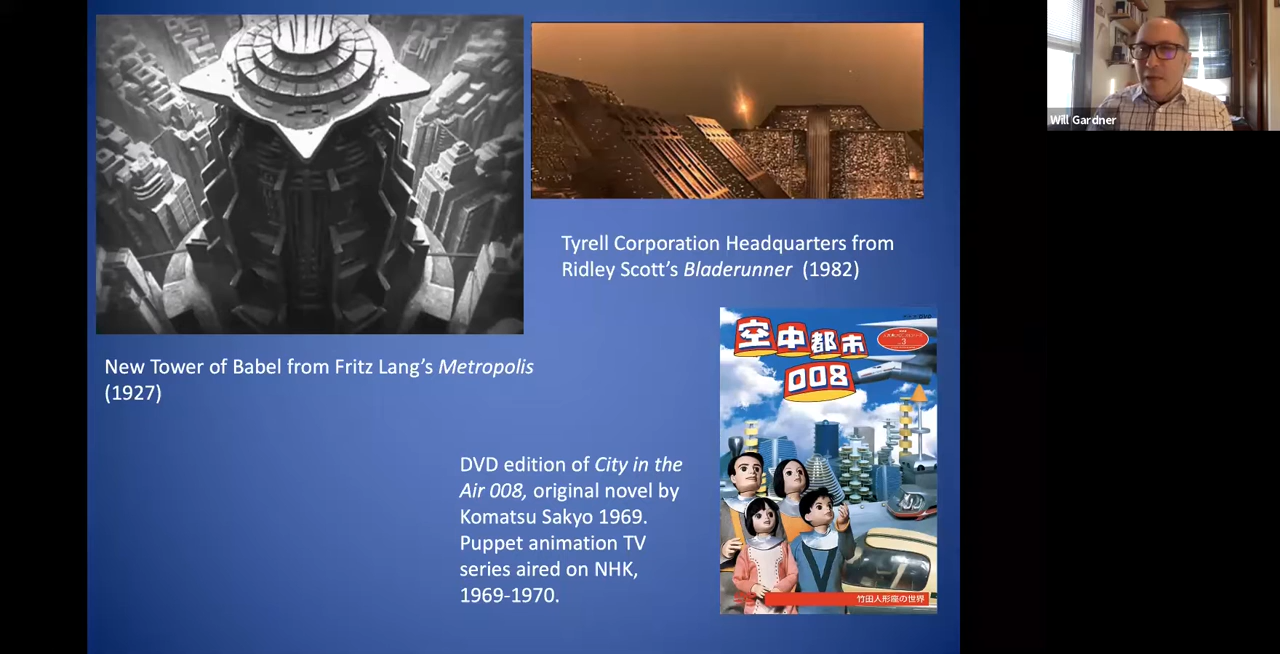 Will Gardner
Tyrell Corporation Headquarters from
Ridley Scott's Bladerunner (1982)
New Tower of Babel from Fritz Lang's Metropolis
(1927)
空中都市
008
DVD edition of City in the
Air 008, original novel by
Komatsu Sakyo 1969.
Puppet animation TV
series aired on NHK,
1969-1970.
竹田人形座の世界